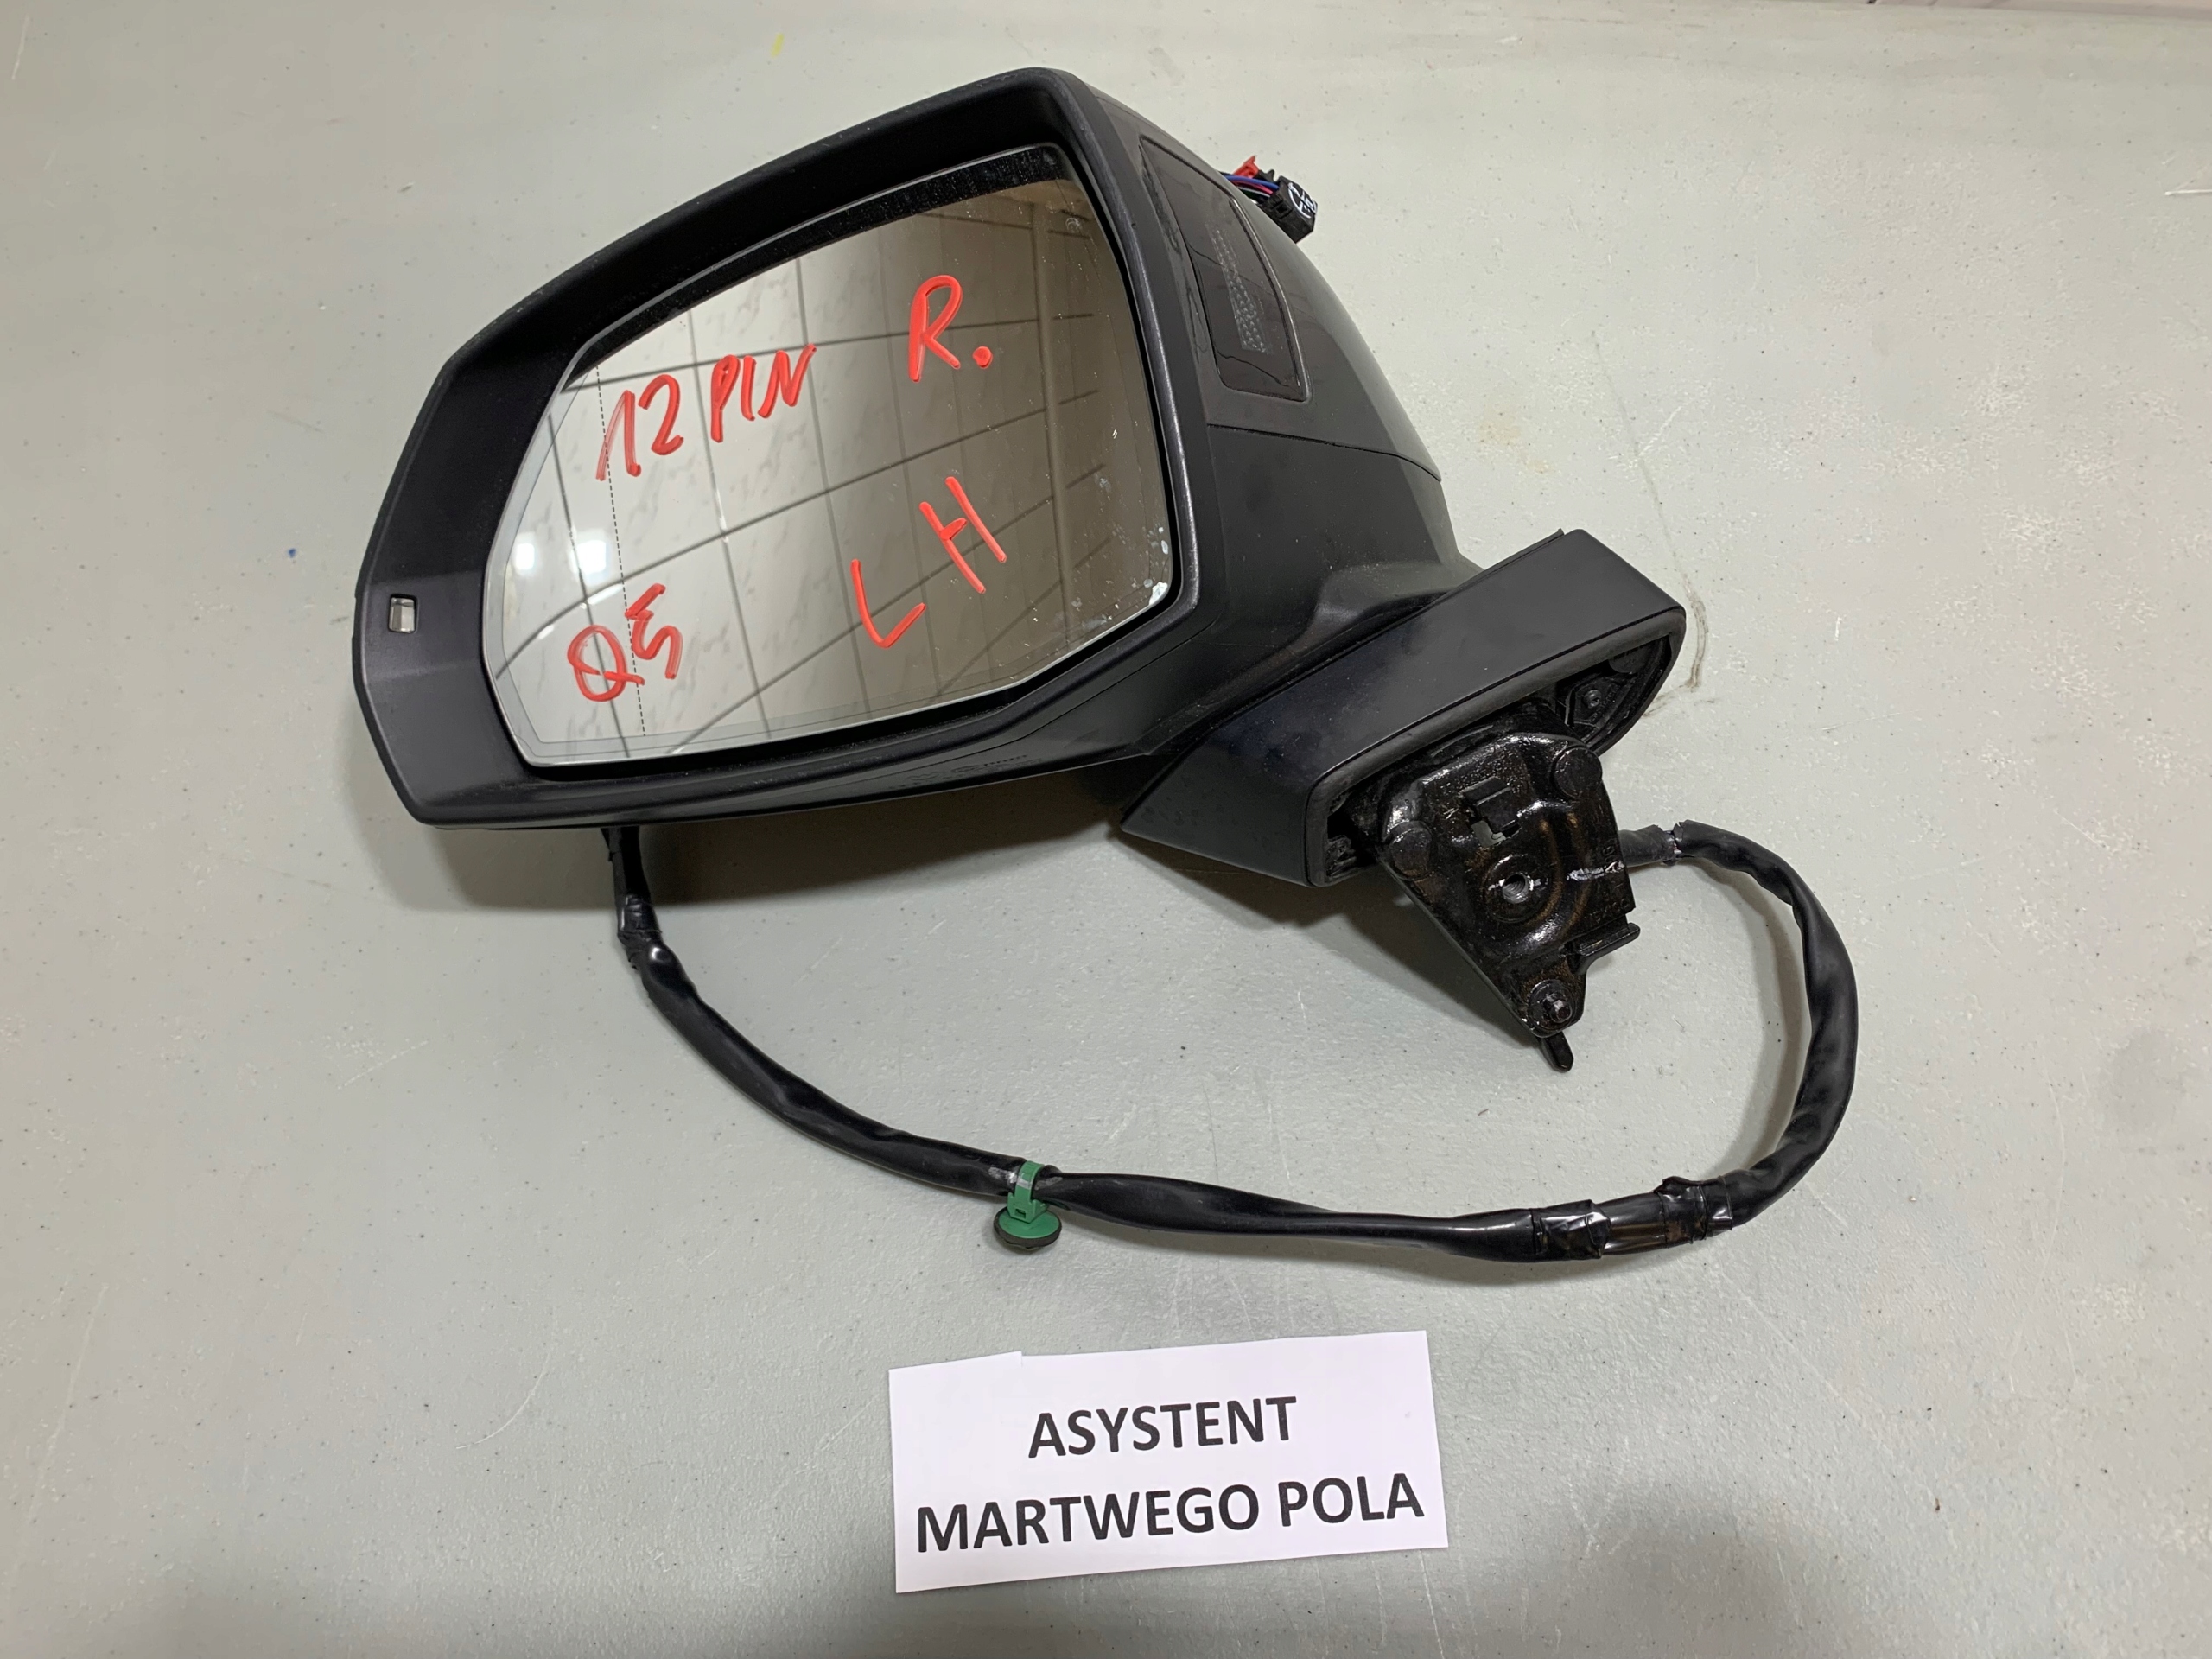 12 PIN R.
Q5 LH
ASYSTENT
MARTWEGO POLA